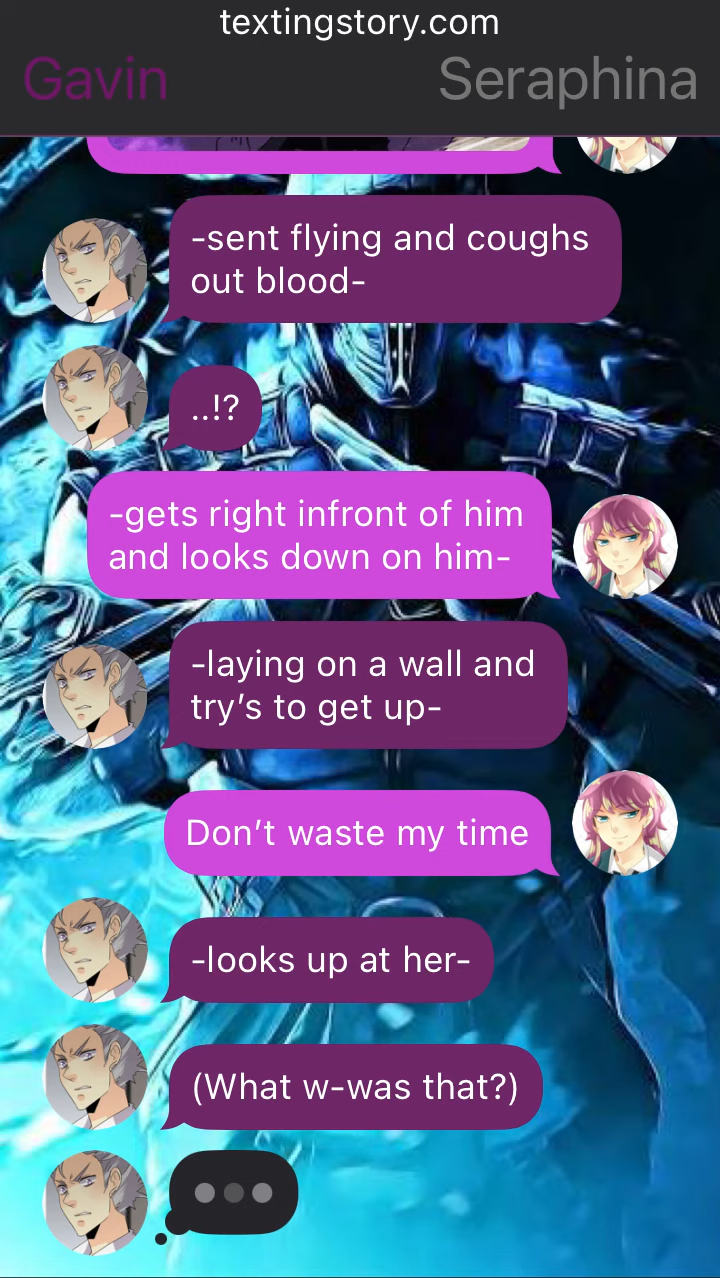 textingstory.com
Gavin
Seraphina
-sent flying and coughs
out blood-
..!?
-gets right infront of him
and looks down on him-
-laying on a wall and
try’s to get up-
Don’t waste my time
-looks up at her-
(What w-was that?)